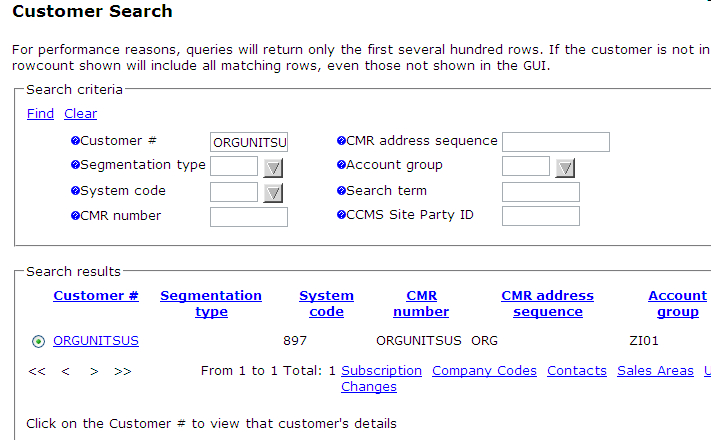 Customer Search
For performance reasons, queries will return only the first several hundred rows. If the customer is not in
rowcount shown will include all matching rows, even those not shown in the GUI.
Search criteria
Find Clear
?Customer # ORGUNITSU ?CMR address sequence
?Segmentation type ?Account group
?System code ?Search term
?CMR number ?CCMS Site Party ID
Search results
Customer # Segmentation System CMR CMR address Account
type code number sequence group
ORGUNITSUS 897 ORGUNITSUS ORG ZI01
<< < > >> From 1 to 1 Total: 1 Subscription Company Codes Contacts Sales Areas
Changes
Click on the Customer # to view that customer's details